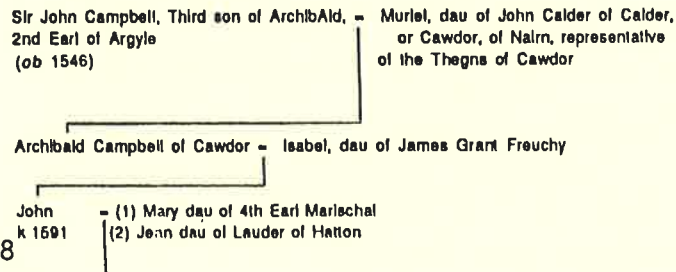 Sir John Campbell, Third son of ArchibAld, = Muriel, dau of John Calder of Calder,
2nd Earl of Argyle or Cawdor, of Nairn, representative
(ob 1546) of the Thegns of Cawdor
Archibald Campbell of Cawdor = Isabel, dau of James Grant Freuchy
John = (1) Mary dau of 4th Earl Marischal
k 1591 (2) Jean dau of Lauder of Hatton
8